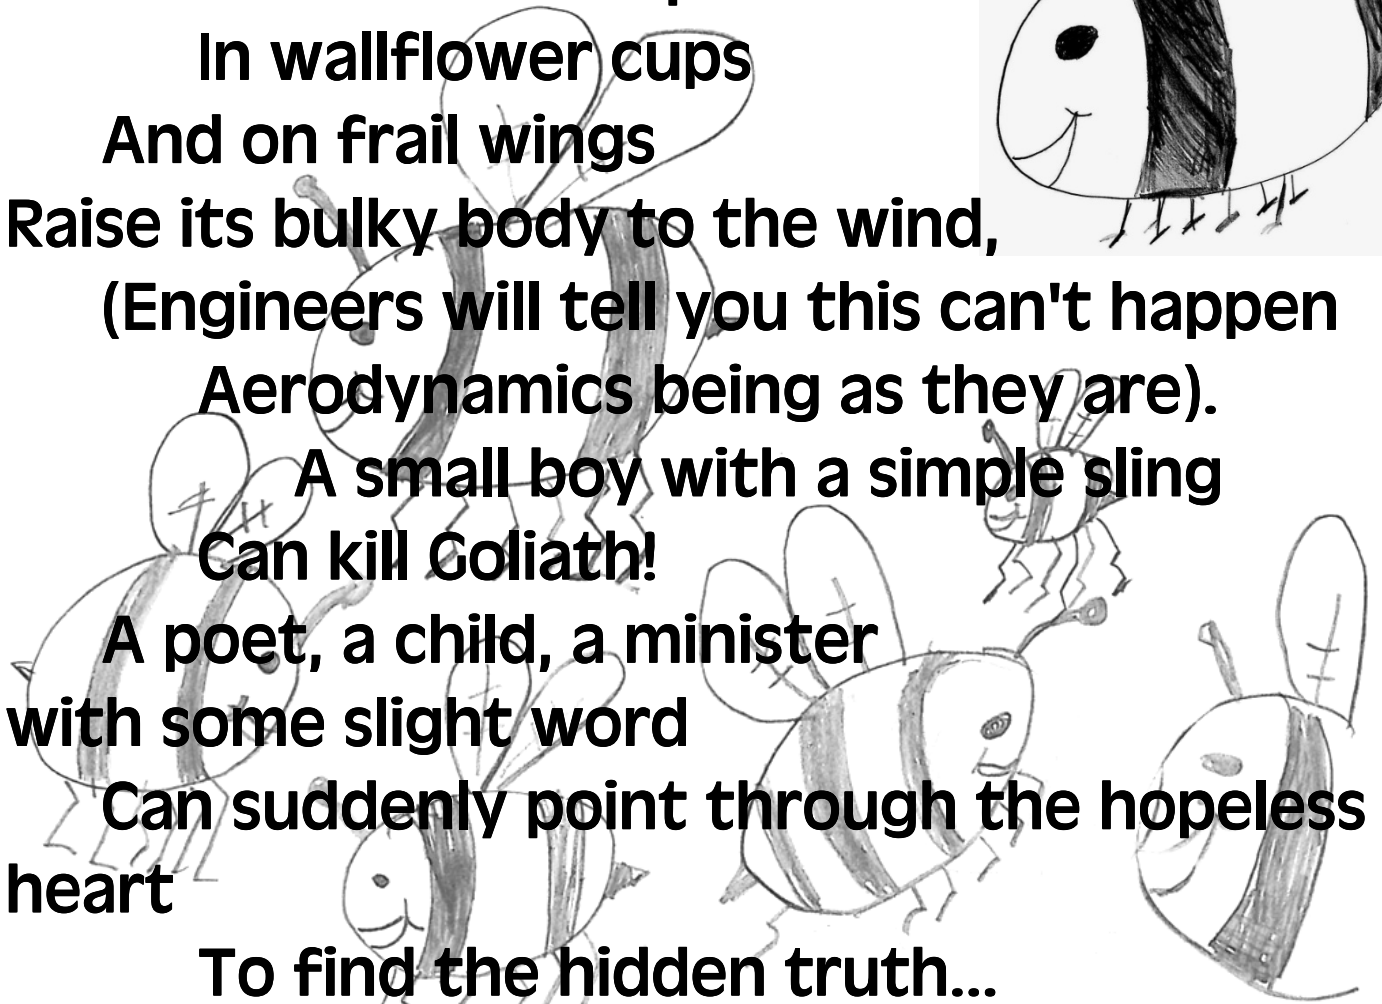 In wallflower cups
And on frail wings
Raise its bulky body to the wind,
(Engineers will tell you this can't happen
Aerodynamics being as they are).
A small boy with a simple sling
Can kill Goliath!
A poet, a child, a minister
with some slight word
Can suddenly point through the hopeless
heart
To find the hidden truth...